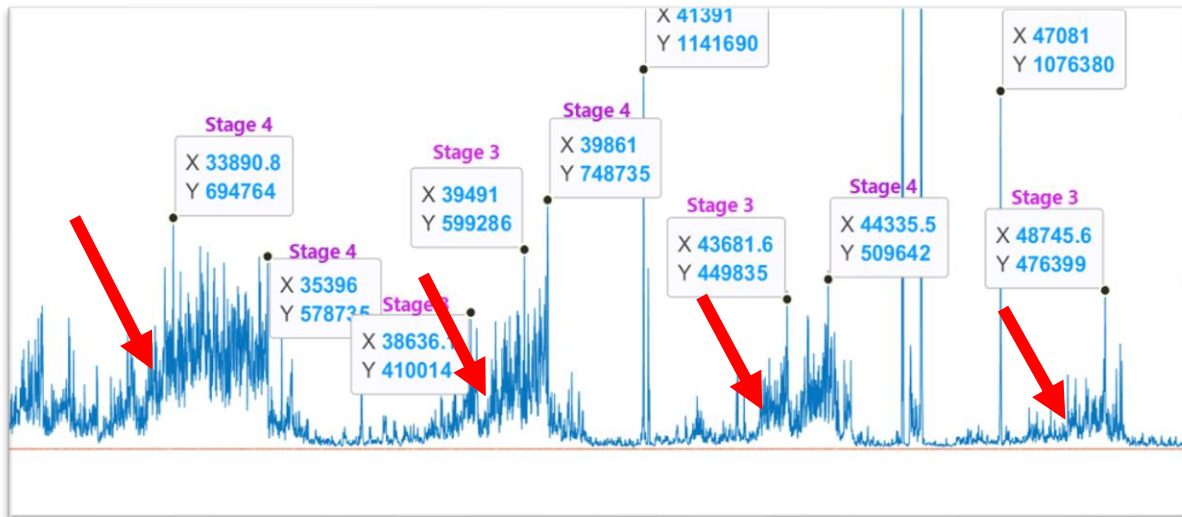 X 41391
Y 1141690
X 47081
Y 1076380
Stage 4
X 33890.8
Y 694764
Stage 3
X 39491
Y 599286
Stage 4
X 39861
Y 748735
Stage 3
X 43681.6
Y 449835
Stage 4
X 44335.5
Y 509642
Stage 3
X 48745.6
Y 476399
Stage 4
X 35396
Y 578735
Stage 3
X
Y 410014